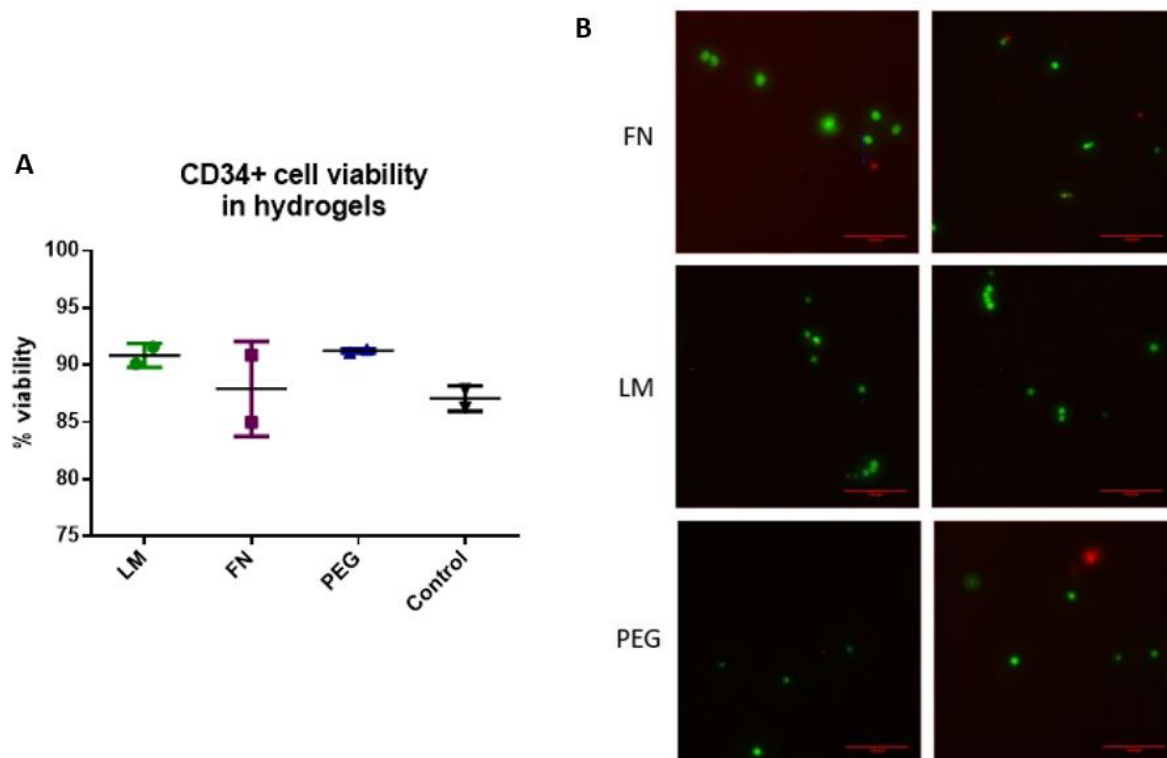 A
CD34+ cell viability
in hydrogels
% viability
100
95
90
85
80
75
LM
FN
PEG
Control
B
FN
LM
PEG